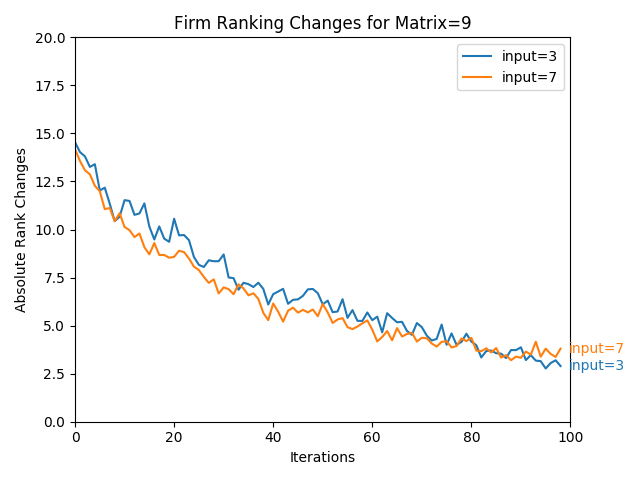 Firm Ranking Changes for Matrix=9
input=3
input=7
Absolute Rank Changes
20.0
17.5
15.0
12.5
10.0
7.5
5.0
2.5
0.0
input=7
input=3
0 20 40 60 80 100
Iterations